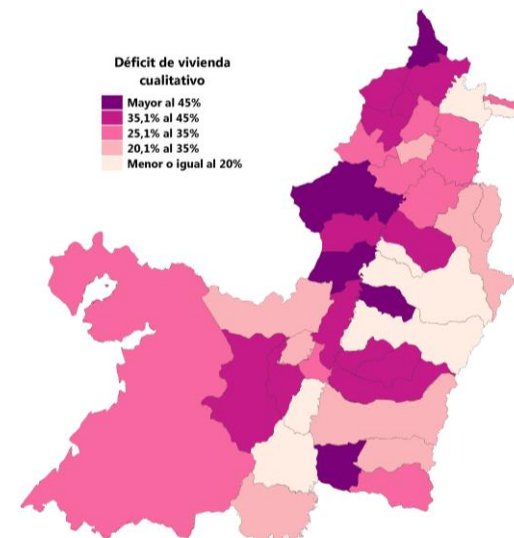 Déficit de vivienda
cualitativo
Mayor al 45%
35,1% al 45%
25,1% al 35%
20,1% al 35%
Menor o igual al 20%